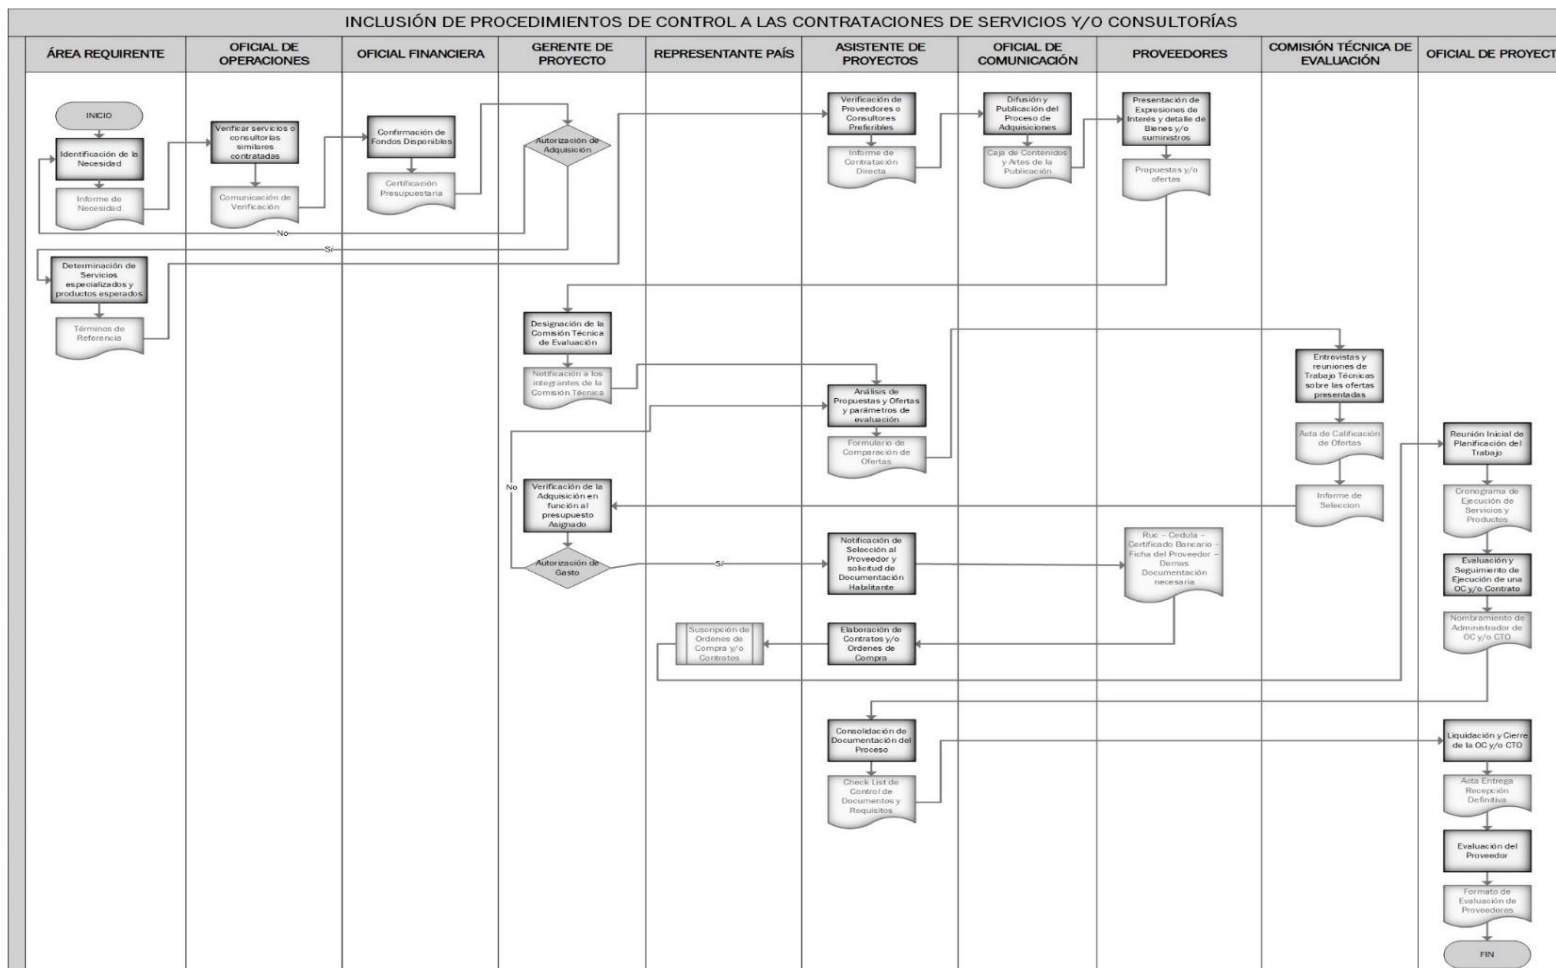 INCLUSIÓN DE PROCEDIMIENTOS DE CONTROL A LAS CONTRATACIONES DE SERVICIOS Y/O CONSULTORÍAS
ÁREA REQUIRENTE
OFICIAL DE
OPERACIONES
OFICIAL FINANCIERA
GERENTE DE
PROYECTO
REPRESENTANTE PAÍS
ASISTENTE DE
PROYECTOS
OFICIAL DE
COMUNICACIÓN
PROVEEDORES
COMISIÓN TÉCNICA DE
EVALUACIÓN
OFICIAL DE PROYECT
INICIO
Identificación de la
Necesidad
Informe de
Necesidad
Verificar servicios o
consultorías
similares
contratadas
Comunicación de
Verificación
Confirmación de
Fondos Disponibles
Certificación
Presupuestaria
Autorización de
Adquisición
No
Sí
Determinación de
Servicios
especializados y
productos esperados
Términos de
Referencia
Verificación de
Proveedores o
Consultores
Preferibles
Informe de
Contratación
Directa
Difusión y
Publicación del
Proceso de
Adquisiciones
Caja de Contenidos
y Artes de la
Publicación
Presentación de
Expresiones de
Interés y detalle de
Bienes y/o
suministros
Propuestas y/o
ofertas
Designación de la
Comisión Técnica
de Evaluación
Notificación a los
integrantes de la
Comisión Técnica
Análisis de
Propuestas y Ofertas
y parámetros de
evaluación
Formulario de
Comparación de
Ofertas
Entrevistas y
reuniones de
Trabajo Técnicas
sobre las ofertas
presentadas
Acta de Calificación
de Ofertas
Informe de
Seleccion
Verificación de la
Adquisición en
función al
presupuesto
Asignado
No
Autorización de
Gasto
Sí
Notificación de
Selección al
Proveedor y
solicitud de
Documentación
Habilitante
Ruc – Cedula –
Certificado Bancario –
Ficha del Proveedor –
Demas
Documentación
necesaria
Elaboración de
Contratos y/o
Ordenes de
Compra
Suscripción de
Ordenes de
Compra y/o
Contratos
Reunión Inicial de
Planificación del
Trabajo
Cronograma de
Ejecución de
Servicios y
Productos
Evaluación y
Seguimiento de
Ejecución de una
OC y/o Contrato
Nombramiento de
Administrador de
OC y/o CTO
Consolidación de
Documentación del
Proceso
Check List de
Control de
Documentos y
Requisitos
Liquidación y Cierre
de la OC y/o CTO
Acta Entrega
Recepción
Definitiva
Evaluación del
Proveedor
Formato de
Evaluación de
Proveedores
FIN